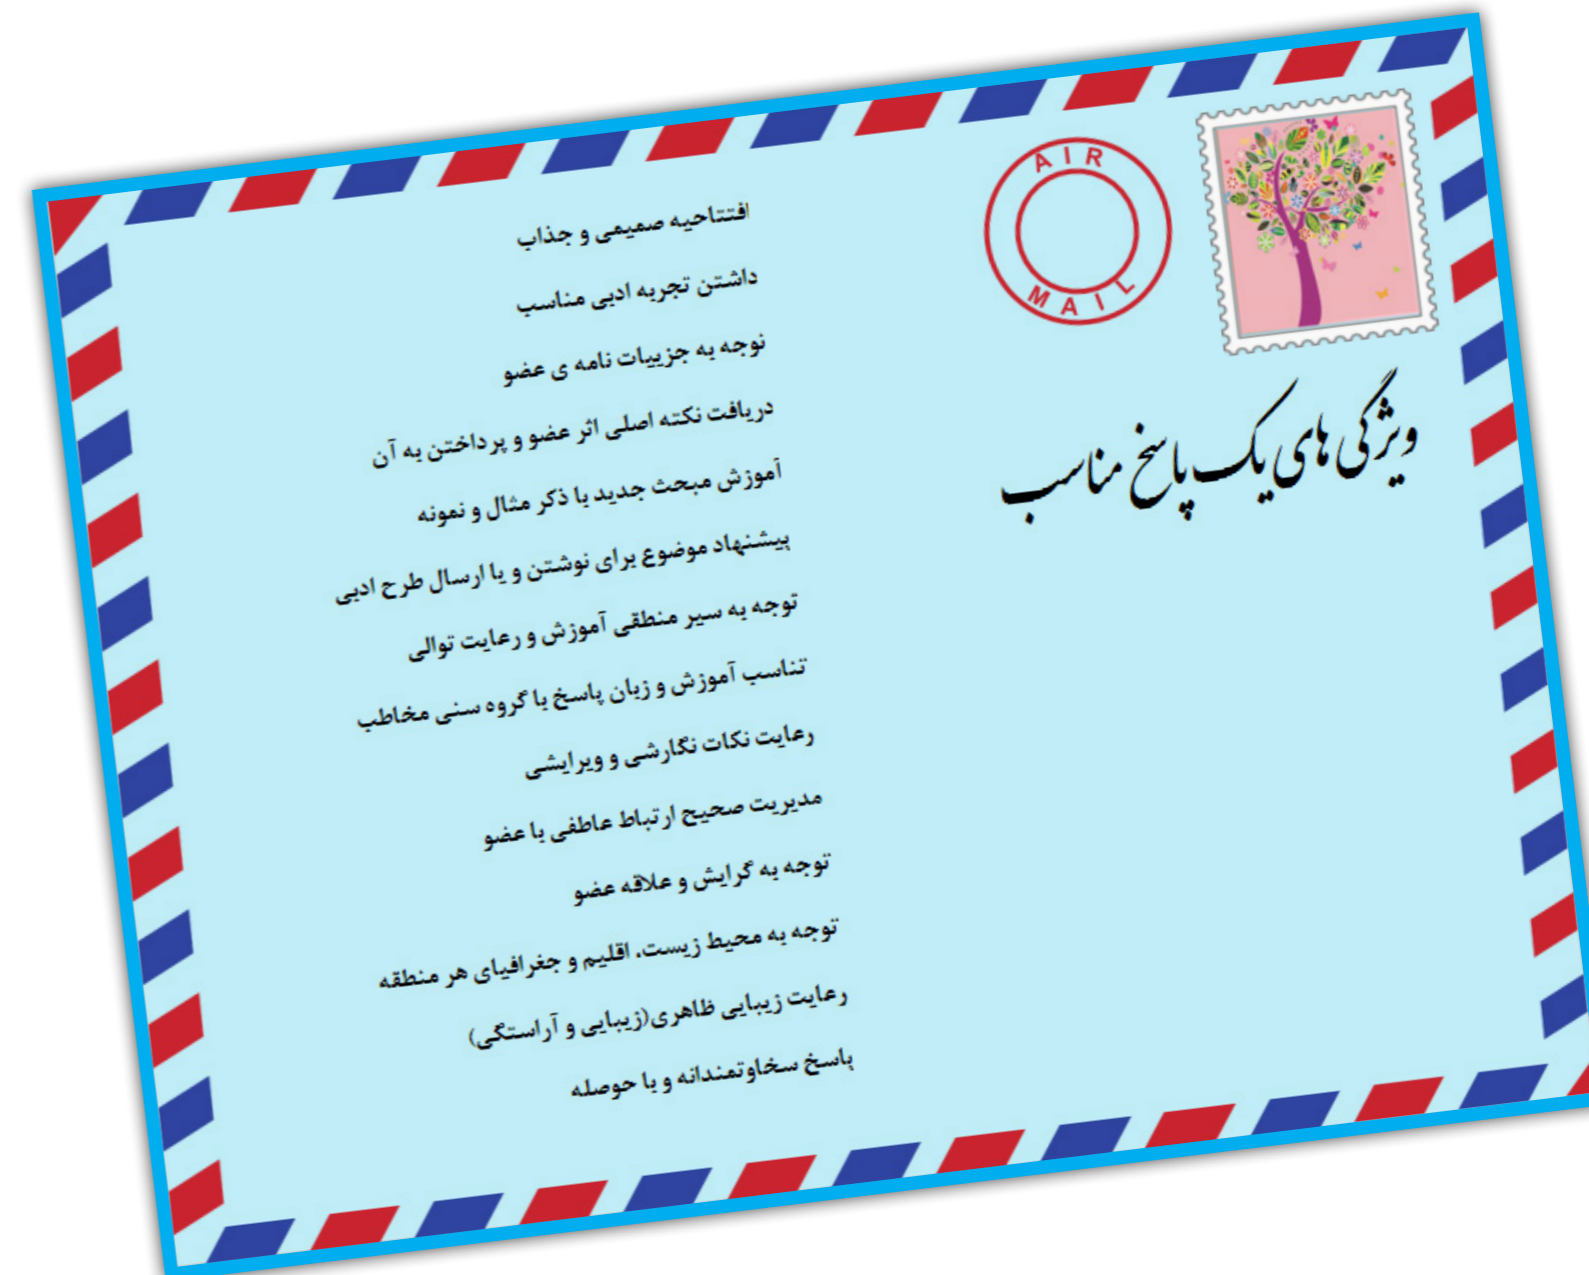 AIR
MAIL
ویژگی های یک پاسخ مناسب
افتتاحیه صمیمی و جذاب
داشتن تجربه ادبی مناسب
نوجه به جزییات نامه ی عضو
دریافت نکته اصلی اثر عضو و پرداختن به آن
آموزش مبحث جدید با ذکر مثال و نمونه
پیشنهاد موضوع برای نوشتن و یا ارسال طرح ادبی
توجه به سیر منطقی آموزش و رعایت توالی
تناسب آموزش و زبان پاسخ با گروه سنی مخاطب
رعایت نکات نگارشی و ویرایشی
مدیریت صحیح ارتباط عاطفی با عضو
توجه به گرایش و علاقه عضو
توجه به محیط زیست، اقلیم و جغرافیای هر منطقه
رعایت زیبایی ظاهری(زیبایی و آراستگی)
پاسخ سخاوتمندانه و با حوصله